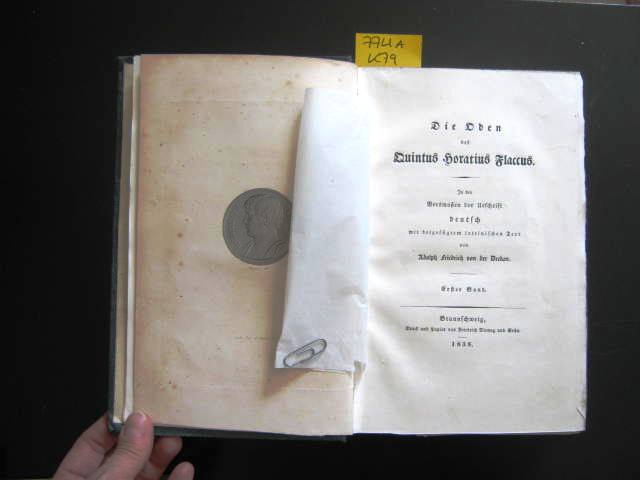 774 A
K79
Die Oden
des
Quintus Horatius Flaccus.
In den
Versmaßen der Urschrift
deutsch
mit beigefügtem lateinischen Text
von
Adolph Friedrich von der Decken.
Erster Band.
Braunschweig,
Druck und Papier von Friedrich Vieweg und Sohn.
1838.